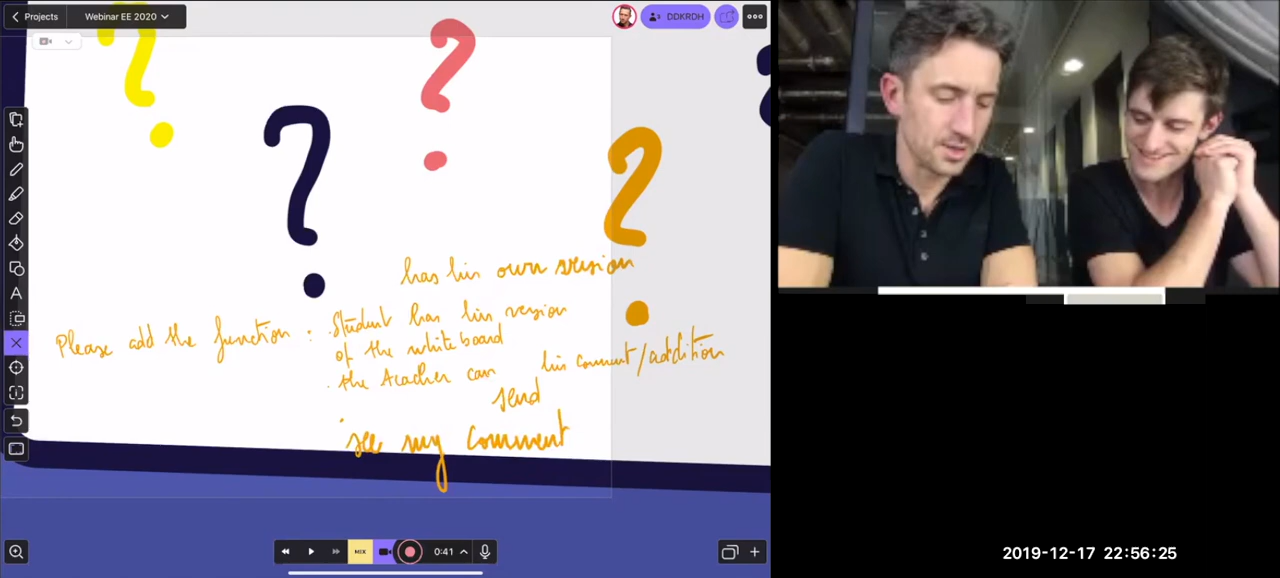 Projects
Webinar EE 2020
DDKRDH
has his own version
Please add the function : . Student has his version
of the whiteboard
. the teacher can
his comment/addition
send
see my comment
A
MIX
0:41
2019-12-17 22:56:25